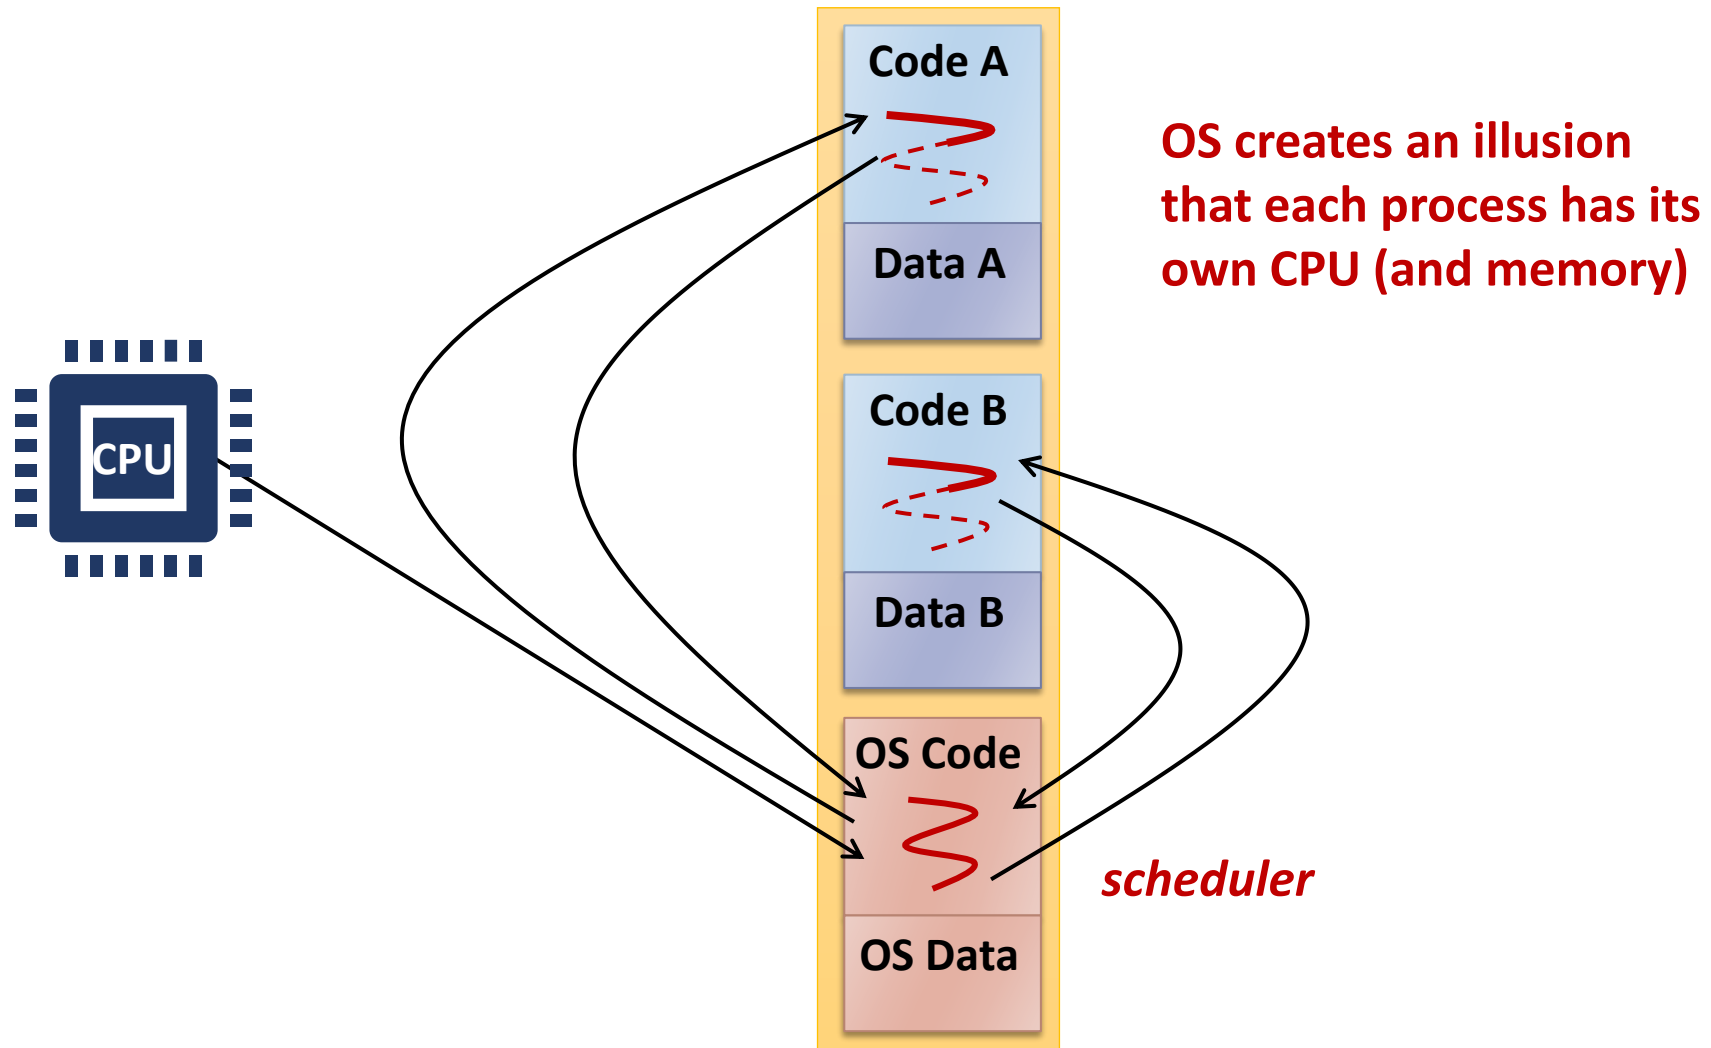 Code A
Data A
OS creates an illusion
that each process has its
own CPU (and memory)
CPU
Code B
Data B
OS Code
scheduler
OS Data